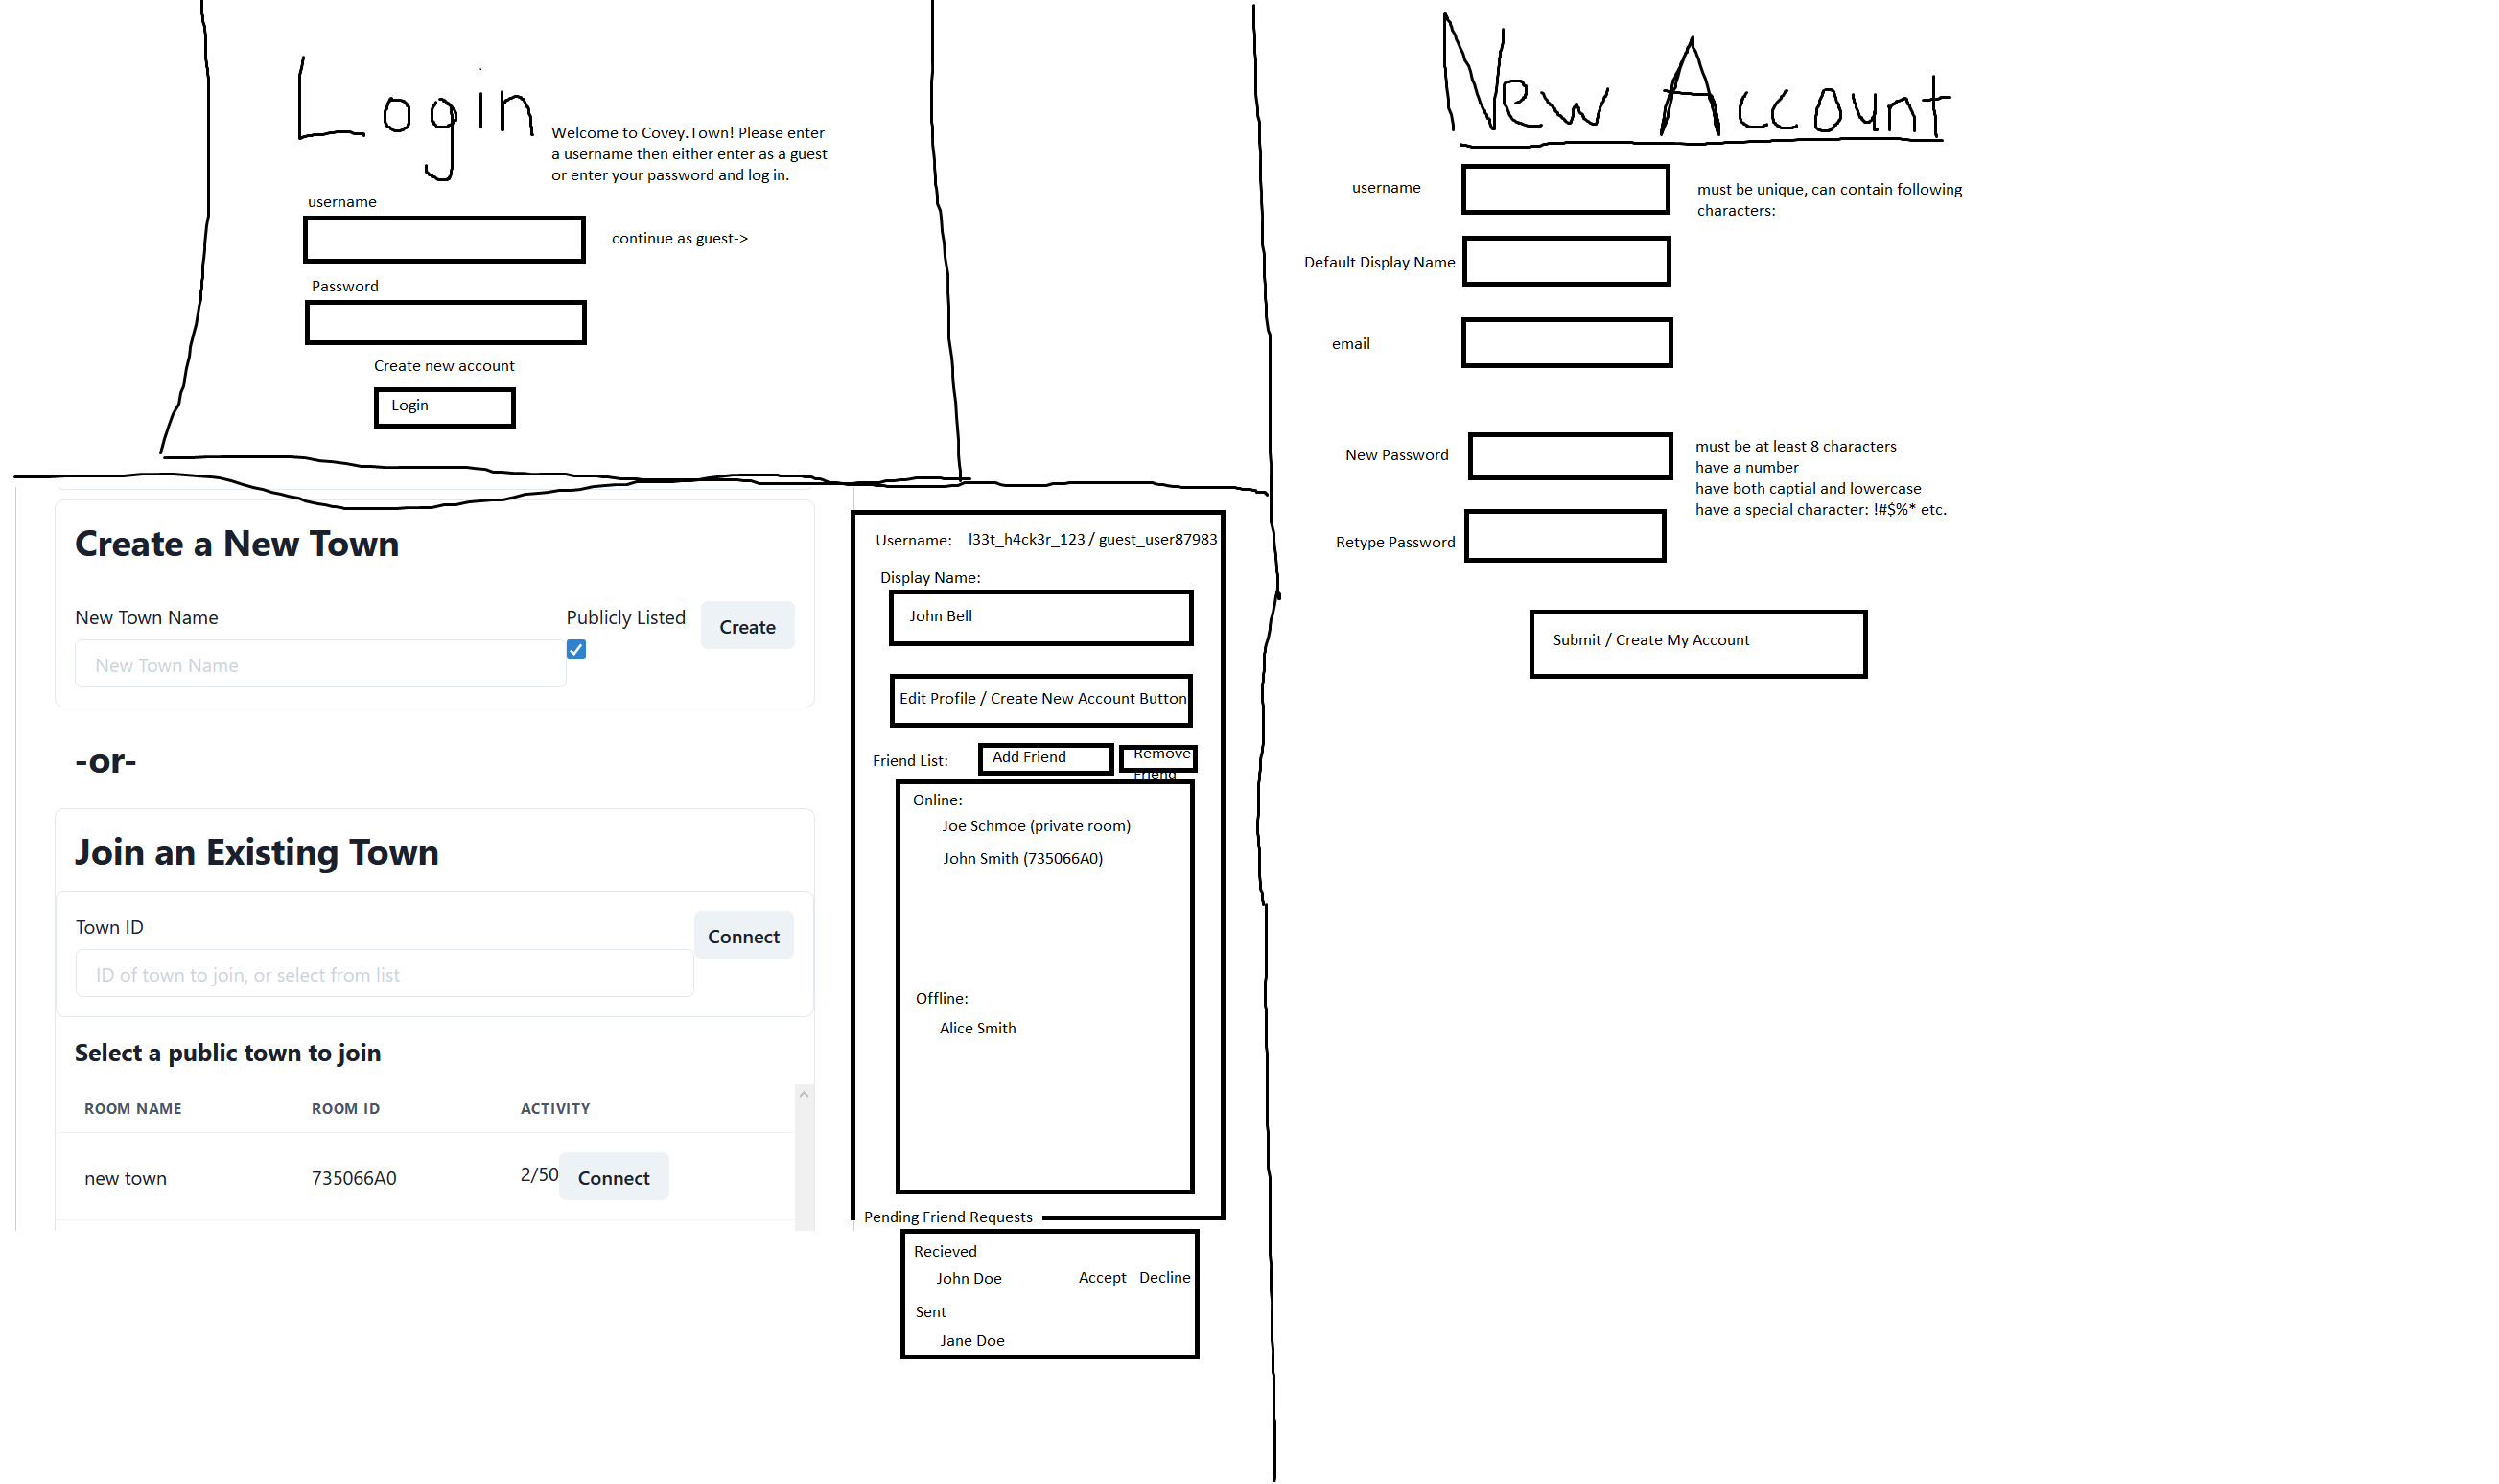 Login
Welcome to Covey.Town! Please enter
a username then either enter as a guest
or enter your password and log in.
username
continue as guest->
Password
Create new account
Login
Create a New Town
New Town Name
Publicly Listed
Create
New Town Name
-or-
Join an Existing Town
Town ID
Connect
ID of town to join, or select from list
Select a public town to join
ROOM NAME ROOM ID ACTIVITY
new town 735066A0 2/50 Connect
Username: l33t_h4ck3r_123 / guest_user87983
Display Name:
John Bell
Edit Profile / Create New Account Button
Friend List:
Add Friend
Remove
Friend
Online:
Joe Schmoe (private room)
John Smith (735066A0)
Offline:
Alice Smith
Pending Friend Requests
Recieved
John Doe Accept Decline
Sent
Jane Doe
New Account
username
must be unique, can contain following
characters:
Default Display Name
email
New Password
must be at least 8 characters
have a number
have both captial and lowercase
have a special character: !#$%* etc.
Retype Password
Submit / Create My Account